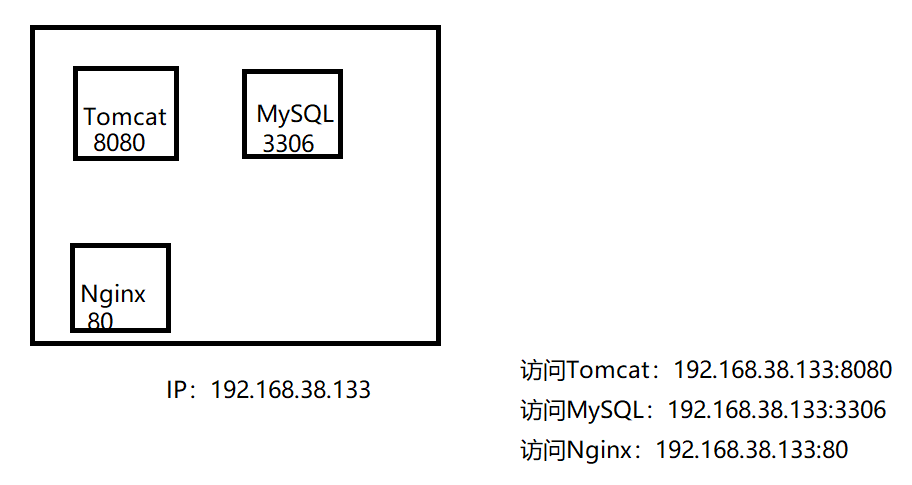 Tomcat
8080
MySQL
3306
Nginx
80
IP：192.168.38.133
访问Tomcat：192.168.38.133:8080
访问MySQL：192.168.38.133:3306
访问Nginx：192.168.38.133:80